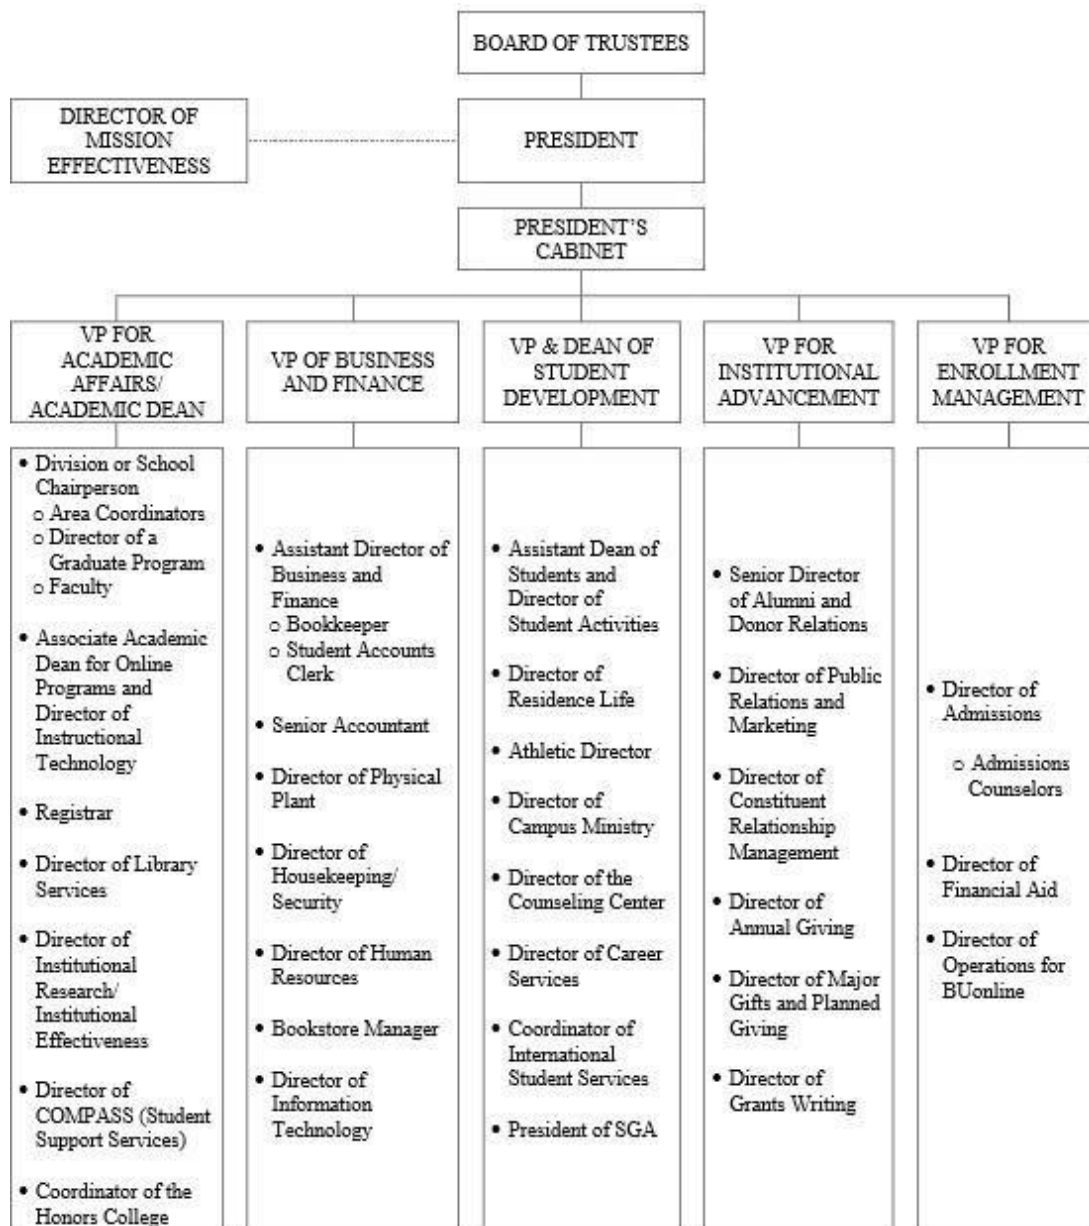 BOARD OF TRUSTEES
DIRECTOR OF
MISSION
EFFECTIVENESS
PRESIDENT
PRESIDENT'S
CABINET
VP FOR
ACADEMIC
AFFAIRS/
ACADEMIC DEAN
• Division or School
Chairperson
o Area Coordinators
o Director of a
Graduate Program
o Faculty
• Associate Academic
Dean for Online
Programs and
Director of
Instructional
Technology
• Registrar
• Director of Library
Services
• Director of
Institutional
Research/
Institutional
Effectiveness
• Director of
COMPASS (Student
Support Services)
• Coordinator of the
Honors College
VP OF BUSINESS
AND FINANCE
• Assistant Director of
Business and
Finance
o Bookkeeper
o Student Accounts
Clerk
• Senior Accountant
• Director of Physical
Plant
• Director of
Housekeeping/
Security
• Director of Human
Resources
• Bookstore Manager
• Director of
Information
Technology
VP & DEAN OF
STUDENT
DEVELOPMENT
• Assistant Dean of
Students and
Director of
Student Activities
• Director of
Residence Life
• Athletic Director
• Director of
Campus Ministry
• Director of the
Counseling Center
• Director of Career
Services
• Coordinator of
International
Student Services
• President of SGA
VP FOR
INSTITUTIONAL
ADVANCEMENT
• Senior Director
of Alumni and
Donor Relations
• Director of Public
Relations and
Marketing
• Director of
Constituent
Relationship
Management
• Director of
Annual Giving
• Director of Major
Gifts and Planned
Giving
• Director of
Grants Writing
VP FOR
ENROLLMENT
MANAGEMENT
• Director of
Admissions
o Admissions
Counselors
• Director of
Financial Aid
• Director of
Operations for
BUonline